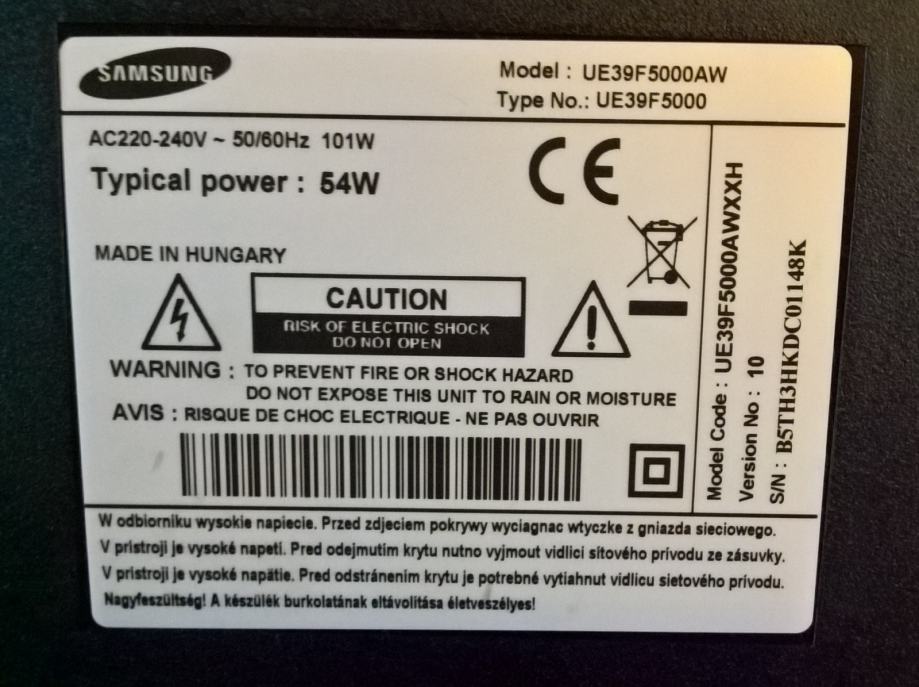 SAMSUNG
Model : UE39F5000AW
Type No.: UE39F5000
AC220-240V ~ 50/60Hz 101W
Typical power : 54W
CE
MADE IN HUNGARY
CAUTION
RISK OF ELECTRIC SHOCK
DO NOT OPEN
WARNING : TO PREVENT FIRE OR SHOCK HAZARD
DO NOT EXPOSE THIS UNIT TO RAIN OR MOISTURE
AVIS : RISQUE DE CHOC ELECTRIQUE - NE PAS OUVRIR
Model Code : UE39F5000AWXXH
Version No : 10
S/N : B5TH3HKDC01148K
W odbiorniku wysokie napiecie. Przed zdjeciem pokrywy wyciagnac wtyczke z gniazda sieciowego.
V pristroji je vysoké napeti. Pred odejmutím krytu nutno vyjmout vidlici sítového prívodu ze zásuvky.
V pristroji je vysoké napätie. Pred odstránením krytu je potrebné vytiahnut vidlicu sietového prívodu.
Nagyfeszültség! A készülék burkolatának eltávolítása életveszélyes!